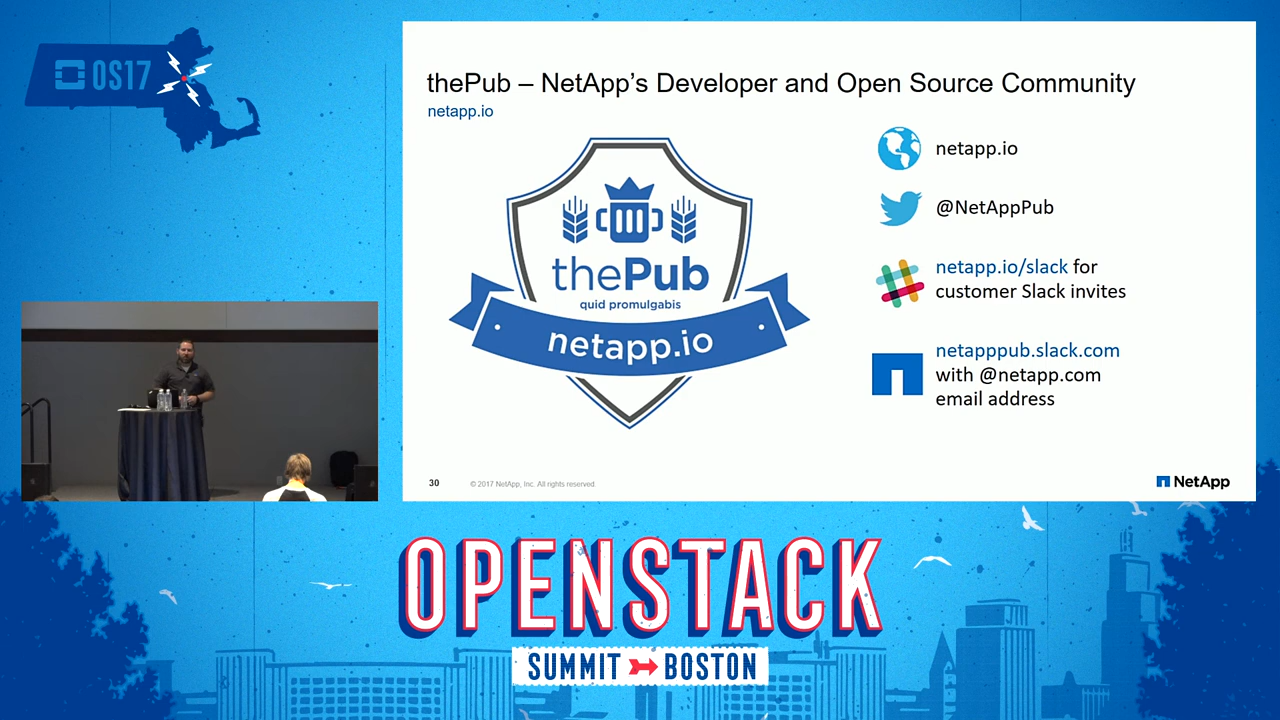 OS17
thePub – NetApp's Developer and Open Source Community
netapp.io
thePub
quid promulgabis
netapp.io
netapp.io
@NetAppPub
netapp.io/slack for
customer Slack invites
netapppub.slack.com
with @netapp.com
email address
30
© 2017 NetApp, Inc. All rights reserved.
NetApp
OPENSTACK
SUMMIT BOSTON